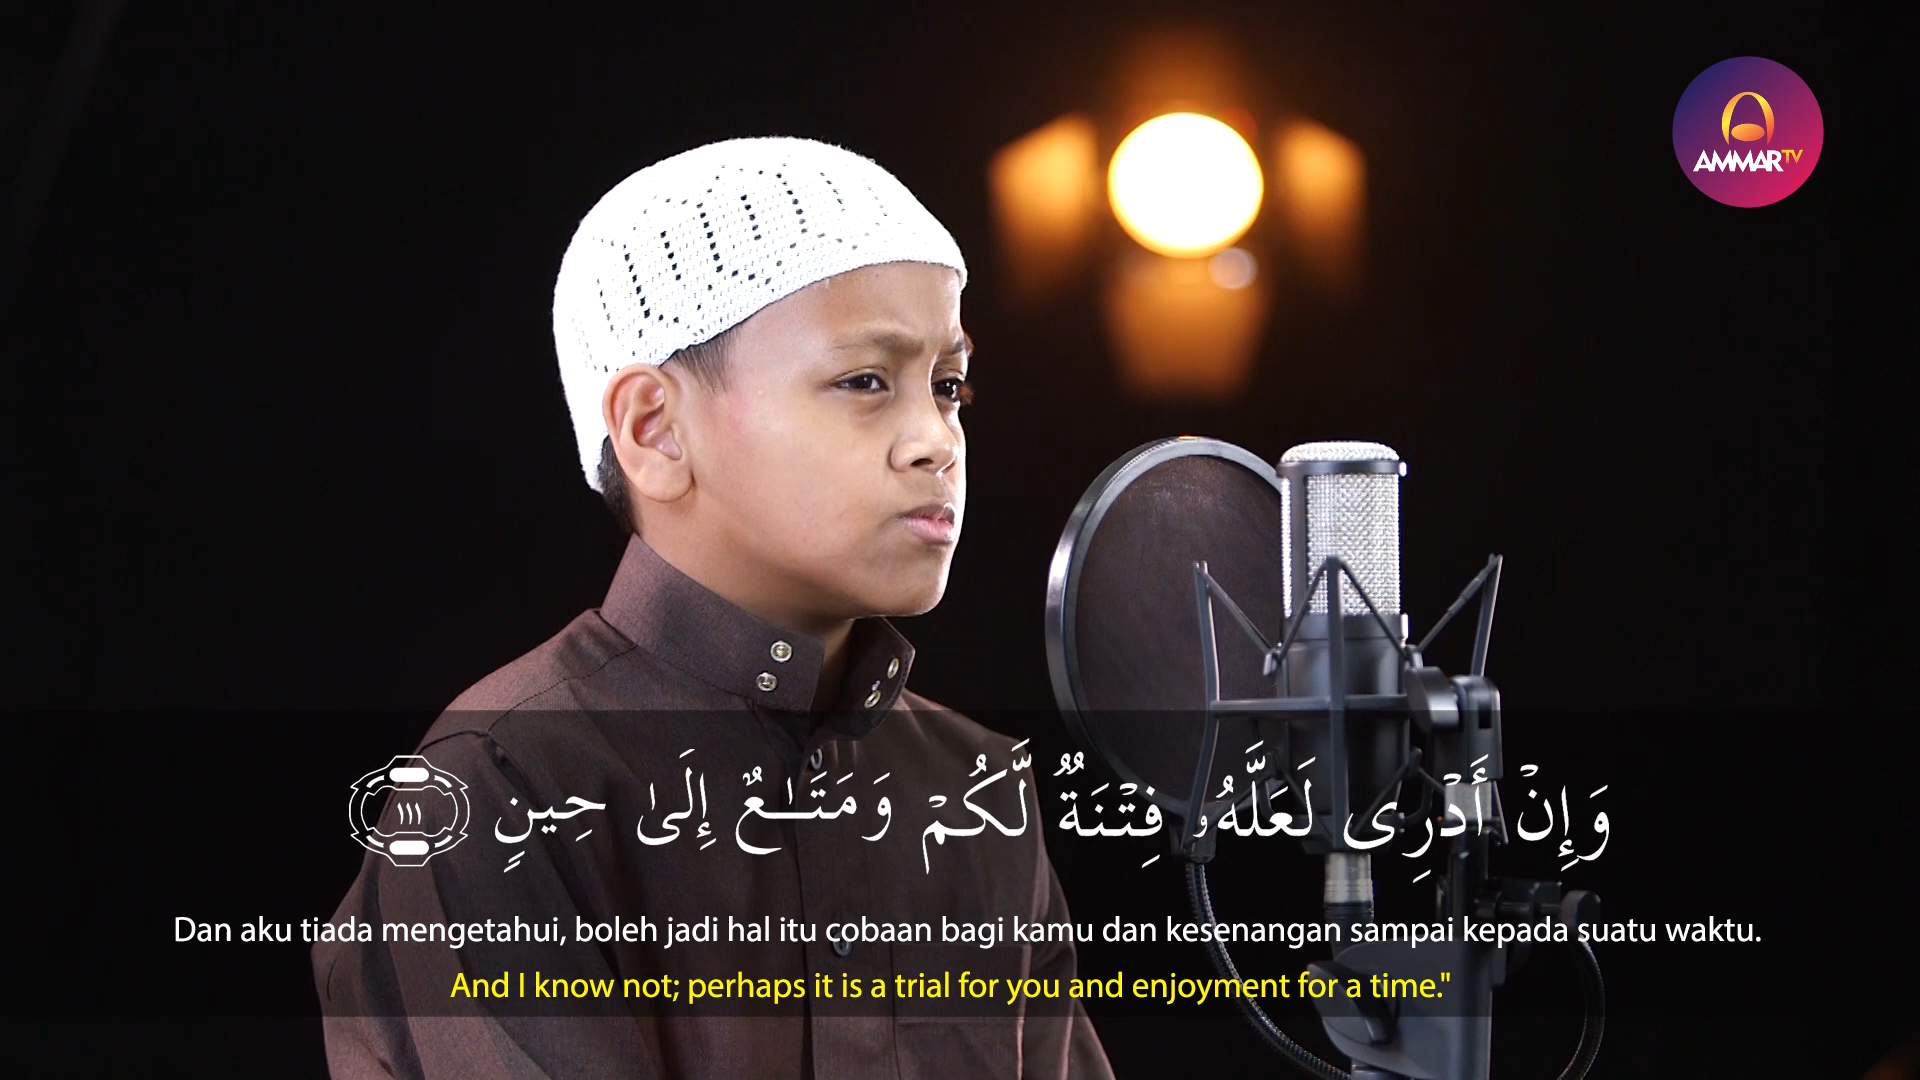 AMMARTV
وَإِنْ أَدْرِى لَعَلَّهُۥ فِتْنَةٌ لَّكُمْ وَمَتَـٰعٌ إِلَىٰ حِينٍ ١١١
Dan aku tiada mengetahui, boleh jadi hal itu cobaan bagi kamu dan kesenangan sampai kepada suatu waktu.
And I know not; perhaps it is a trial for you and enjoyment for a time."